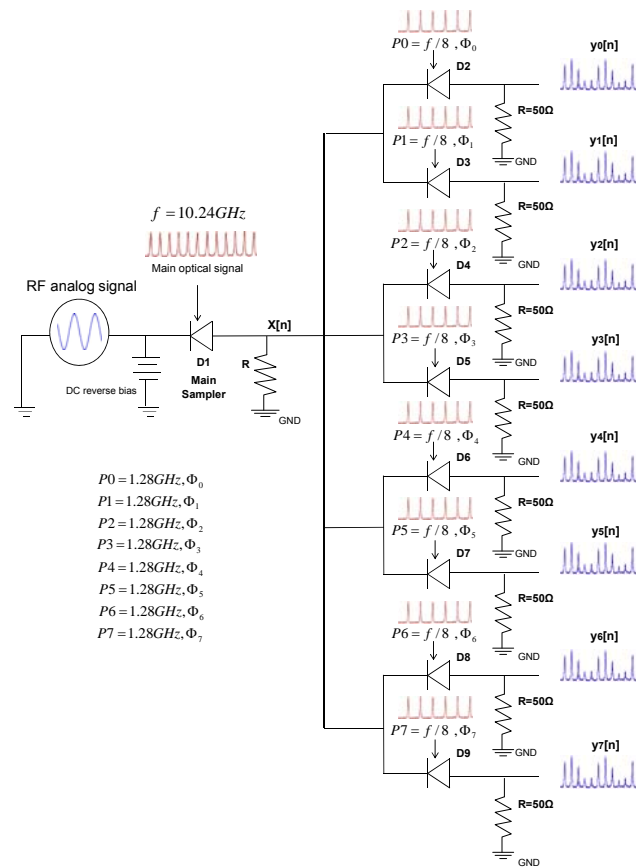 P0 = f / 8 , Φ0
D2
y0[n]
R=50Ω
GND
P1 = f / 8 , Φ1
D3
y1[n]
R=50Ω
GND
f = 10.24GHz
Main optical signal
P2 = f / 8 , Φ2
D4
y2[n]
R=50Ω
GND
RF analog signal
DC reverse bias
D1
Main
Sampler
X[n]
R
GND
P3 = f / 8 , Φ3
D5
y3[n]
R=50Ω
GND
P4 = f / 8 , Φ4
D6
y4[n]
R=50Ω
GND
P0 = 1.28GHz, Φ0
P1 = 1.28GHz, Φ1
P2 = 1.28GHz, Φ2
P3 = 1.28GHz, Φ3
P4 = 1.28GHz, Φ4
P5 = 1.28GHz, Φ5
P6 = 1.28GHz, Φ6
P7 = 1.28GHz, Φ7
P5 = f / 8 , Φ5
D7
y5[n]
R=50Ω
GND
P6 = f / 8 , Φ6
D8
y6[n]
R=50Ω
GND
P7 = f / 8 , Φ7
D9
y7[n]
R=50Ω
GND